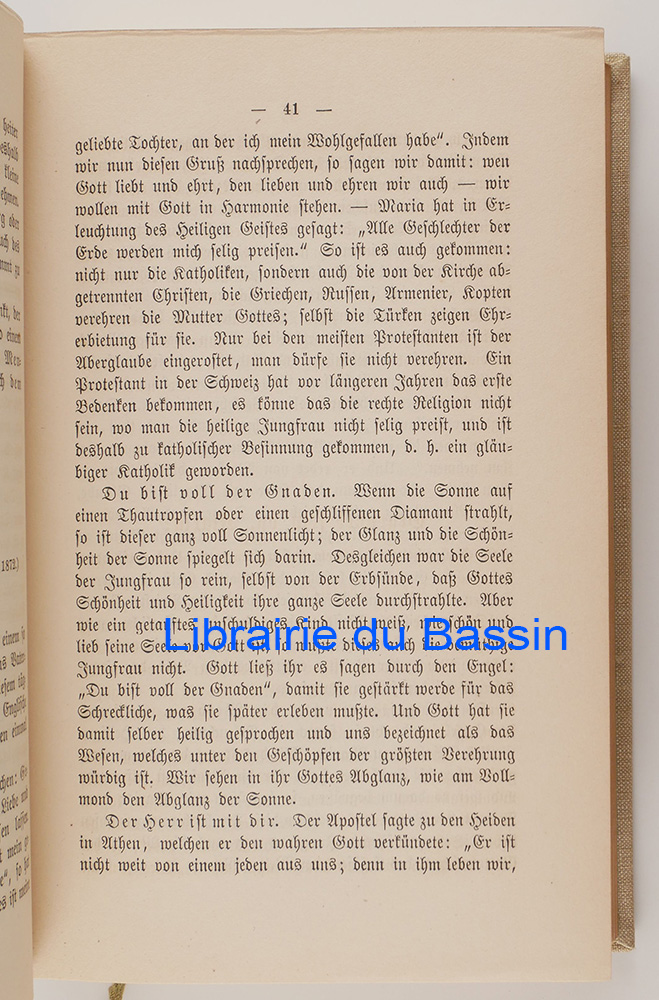 — 41 —
geliebte Tochter, an der ich mein Wohlgefallen habe“. Indem
wir nun dieſen Gruß nachſprechen, ſo ſagen wir damit: wen
Gott liebt und ehrt, den lieben und ehren wir auch — wir
wollen mit Gott in Harmonie ſtehen. — Maria hat in Er-
leuchtung des Heiligen Geiſtes geſagt: „Alle Geſchlechter der
Erde werden mich ſelig preiſen.“ So iſt es auch gekommen:
nicht nur die Katholiken, ſondern auch die von der Kirche ab-
getrennten Chriſten, die Griechen, Ruſſen, Armenier, Kopten
verehren die Mutter Gottes; ſelbſt die Türken zeigen Ehr-
erbietung für ſie. Nur bei den meiſten Proteſtanten iſt der
Aberglaube eingeroſtet, man dürfe ſie nicht verehren. Ein
Proteſtant in der Schweiz hat vor längeren Jahren das erſte
Bedenken bekommen, es könne das die rechte Religion nicht
ſein, wo man die heilige Jungfrau nicht ſelig preiſt, und iſt
deshalb zu katholiſcher Beſinnung gekommen, d. h. ein gläu-
biger Katholik geworden.
Du biſt voll der Gnaden. Wenn die Sonne auf
einen Thautropfen oder einen geſchliffenen Diamant ſtrahlt,
ſo iſt dieſer ganz voll Sonnenlicht; der Glanz und die Schön-
heit der Sonne ſpiegelt ſich darin. Desgleichen war die Seele
der Jungfrau ſo rein, ſelbſt von der Erbſünde, daß Gottes
Schönheit und Heiligkeit ihre ganze Seele durchſtrahlte. Aber
wie ein getauftes unſchuldiges Kind nicht weiß, wie ſchön und
lieb ſeine Seele vor Gott iſt, ſo wußte dieſes auch die demüthige
Librairie du Bassin
Jungfrau nicht. Gott ließ ihr es ſagen durch den Engel:
„Du biſt voll der Gnaden“, damit ſie geſtärkt werde für das
Schreckliche, was ſie ſpäter erleben mußte. Und Gott hat ſie
damit ſelber heilig geſprochen und uns bezeichnet als das
Weſen, welches unter den Geſchöpfen der größten Verehrung
würdig iſt. Wir ſehen in ihr Gottes Abglanz, wie am Voll-
mond den Abglanz der Sonne.
Der Herr iſt mit dir. Der Apoſtel ſagte zu den Heiden
in Athen, welchen er den wahren Gott verkündete: „Er iſt
nicht weit von einem jeden aus uns; denn in ihm leben wir,